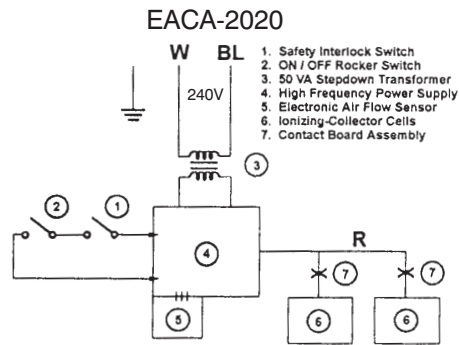 EACA-2020
W BL
240V
1. Safety Interlock Switch
2. ON / OFF Rocker Switch
3. 50 VA Stepdown Transformer
4. High Frequency Power Supply
5. Electronic Air Flow Sensor
6. Ionizing-Collector Cells
7. Contact Board Assembly
3
2 1
4
R
7 7
5
6 6